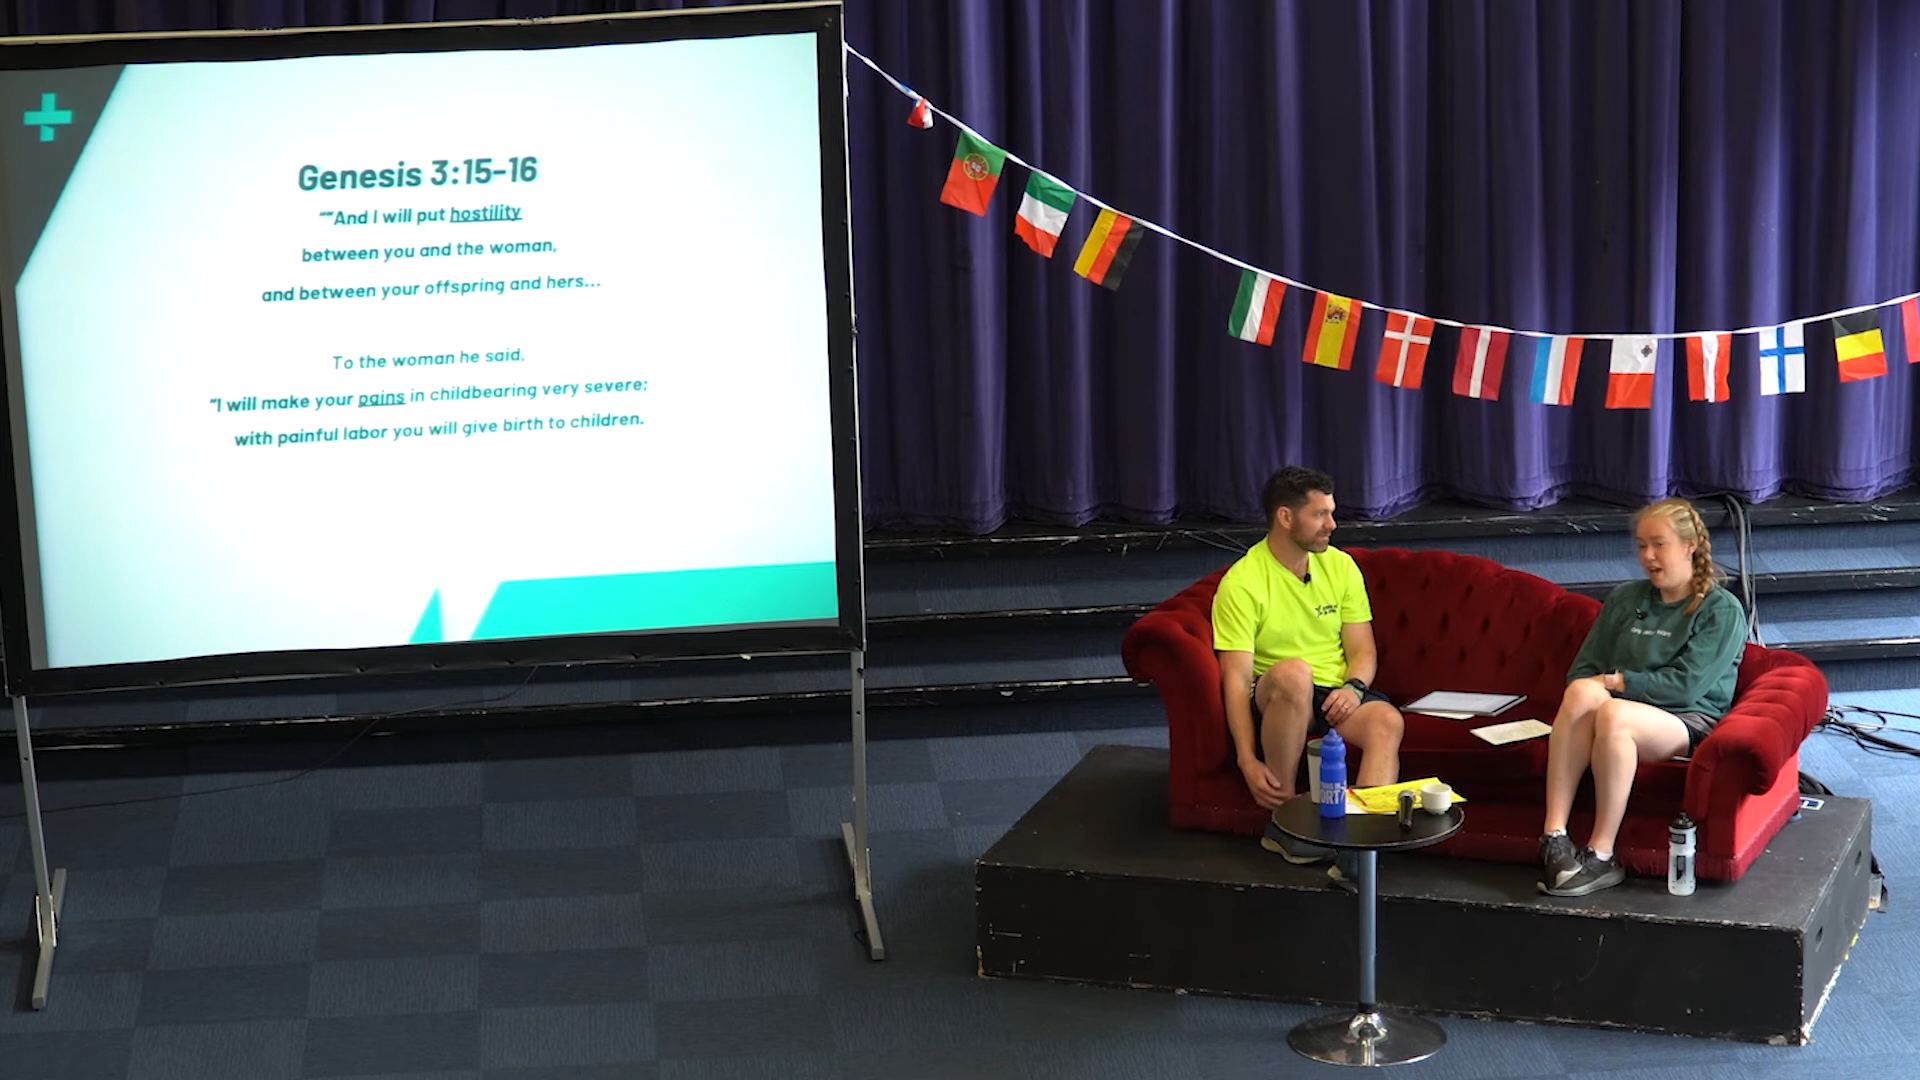 Genesis 3:15-16
“”And I will put hostility
between you and the woman,
and between your offspring and hers...
To the woman he said,
“I will make your pains in childbearing very severe;
with painful labor you will give birth to children.